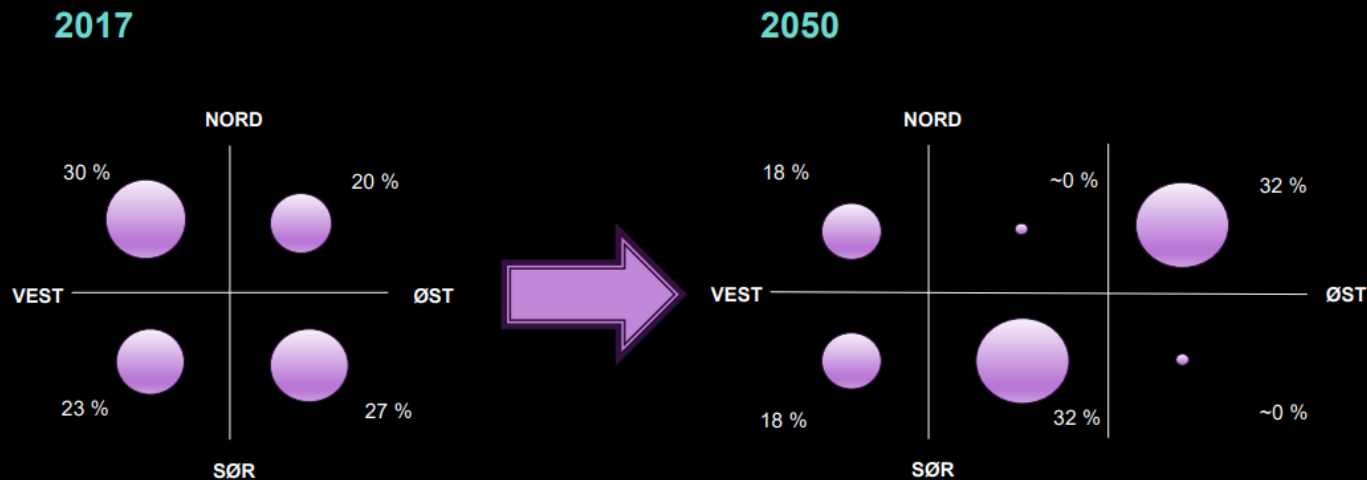 2017
NORD
30 %
20 %
VEST
ØST
23 %
27 %
SØR
2050
NORD
18 %
~0 %
32 %
VEST
ØST
18 %
32 %
~0 %
SØR